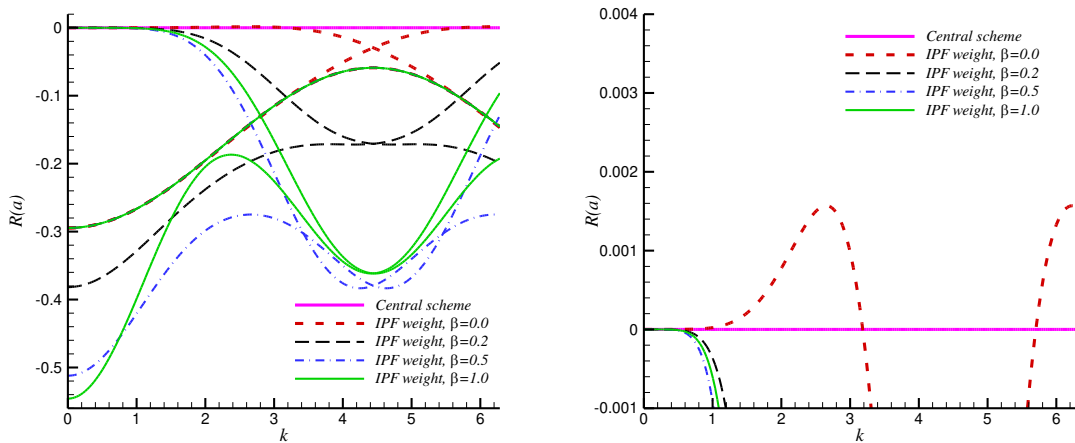 0
-0.1
-0.2
-0.3
-0.4
-0.5
R(a)
0
1
2
3
4
5
6
k
Central scheme
IPF weight, β=0.0
IPF weight, β=0.2
IPF weight, β=0.5
IPF weight, β=1.0
0.004
0.003
0.002
0.001
0
-0.001
R(a)
0
1
2
3
4
5
6
k
Central scheme
IPF weight, β=0.0
IPF weight, β=0.2
IPF weight, β=0.5
IPF weight, β=1.0